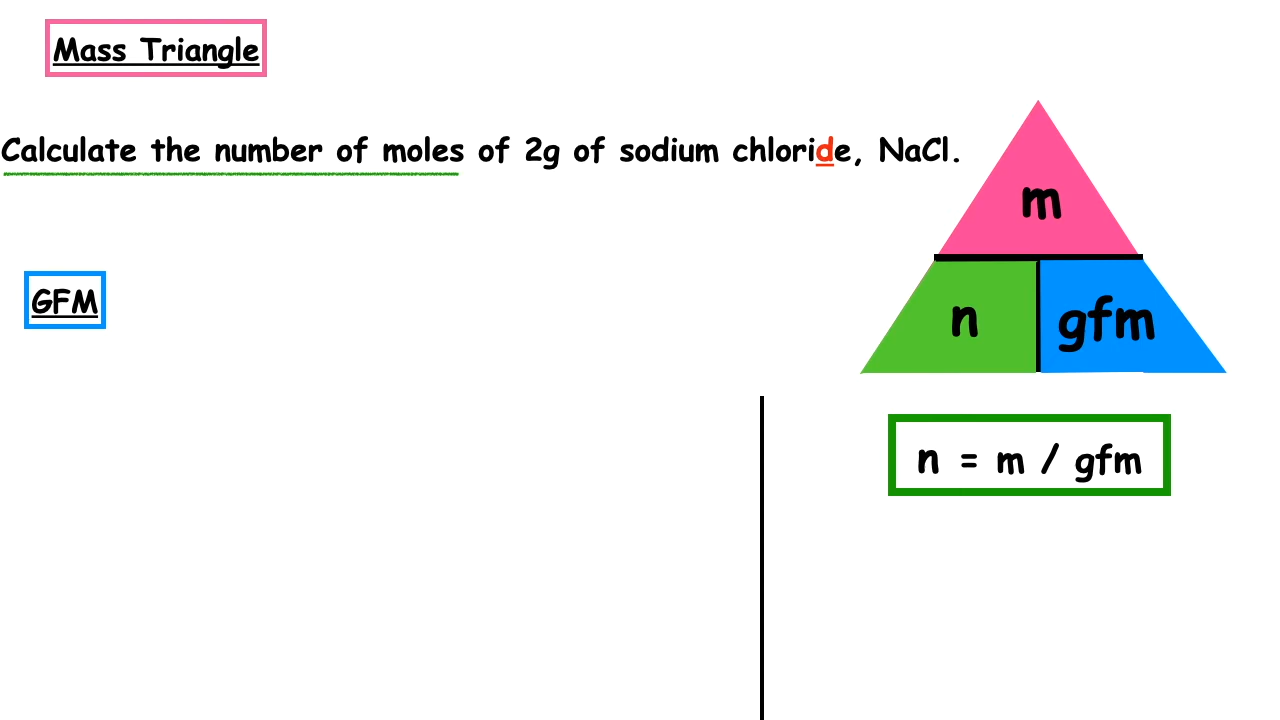 Mass Triangle
Calculate the number of moles of 2g of sodium chloride, NaCl.
m
GFM
n gfm
n = m / gfm